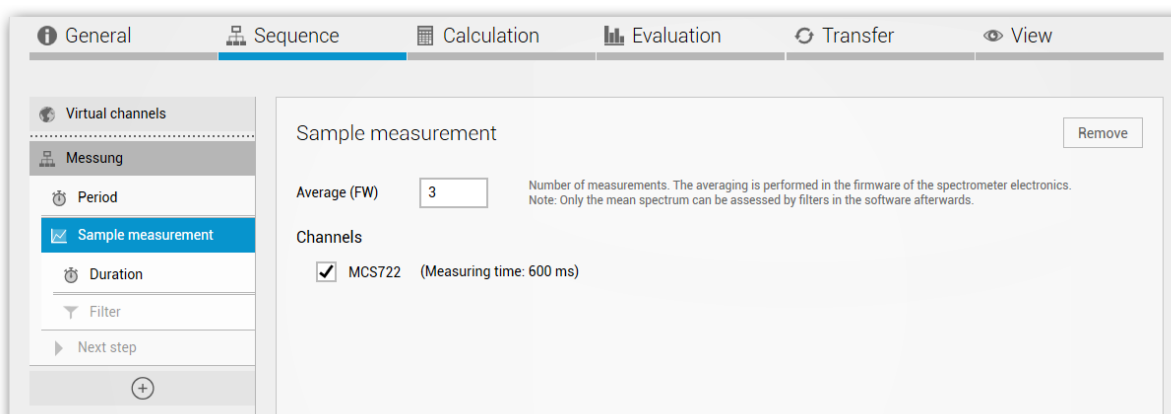 General
Sequence
Calculation
Evaluation
Transfer
View
Virtual channels
Messung
Period
Sample measurement
Duration
Filter
Next step
Sample measurement
Remove
Average (FW)
3
Number of measurements. The averaging is performed in the firmware of the spectrometer electronics.
Note: Only the mean spectrum can be assessed by filters in the software afterwards.
Channels
MCS722 (Measuring time: 600 ms)